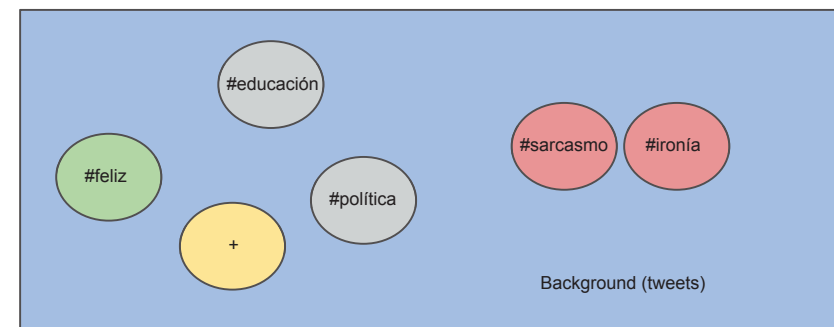 #educación
#sarcasmo
#ironía
#feliz
#política
+
Background (tweets)